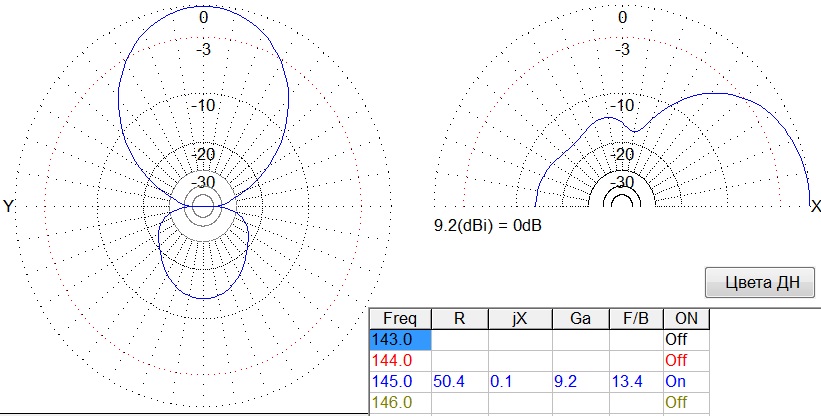 0
-3
-10
-20
-30
Y
0
-3
-10
-20
-30
X
9.2(dBi) = 0dB
Цвета ДН
Freq R jX Ga F/B ON
143.0 Off
144.0 Off
145.0 50.4 0.1 9.2 13.4 On
146.0 Off